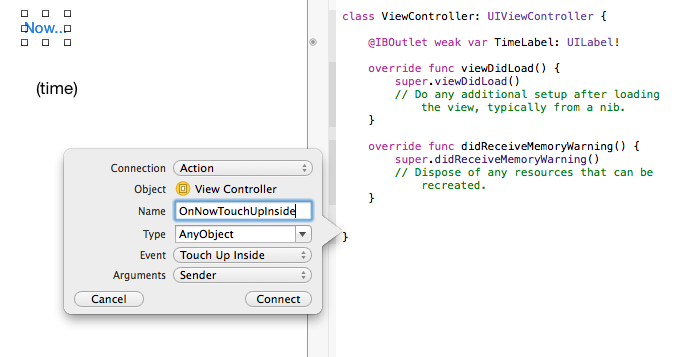 Now...
(time)
Connection Action
Object View Controller
Name OnNowTouchUpInside
Type AnyObject
Event Touch Up Inside
Arguments Sender
Cancel Connect
class ViewController: UIViewController {
@IBOutlet weak var TimeLabel: UILabel!
override func viewDidLoad() {
super.viewDidLoad()
// Do any additional setup after loading
the view, typically from a nib.
}
override func didReceiveMemoryWarning() {
super.didReceiveMemoryWarning()
// Dispose of any resources that can be
recreated.
}
}